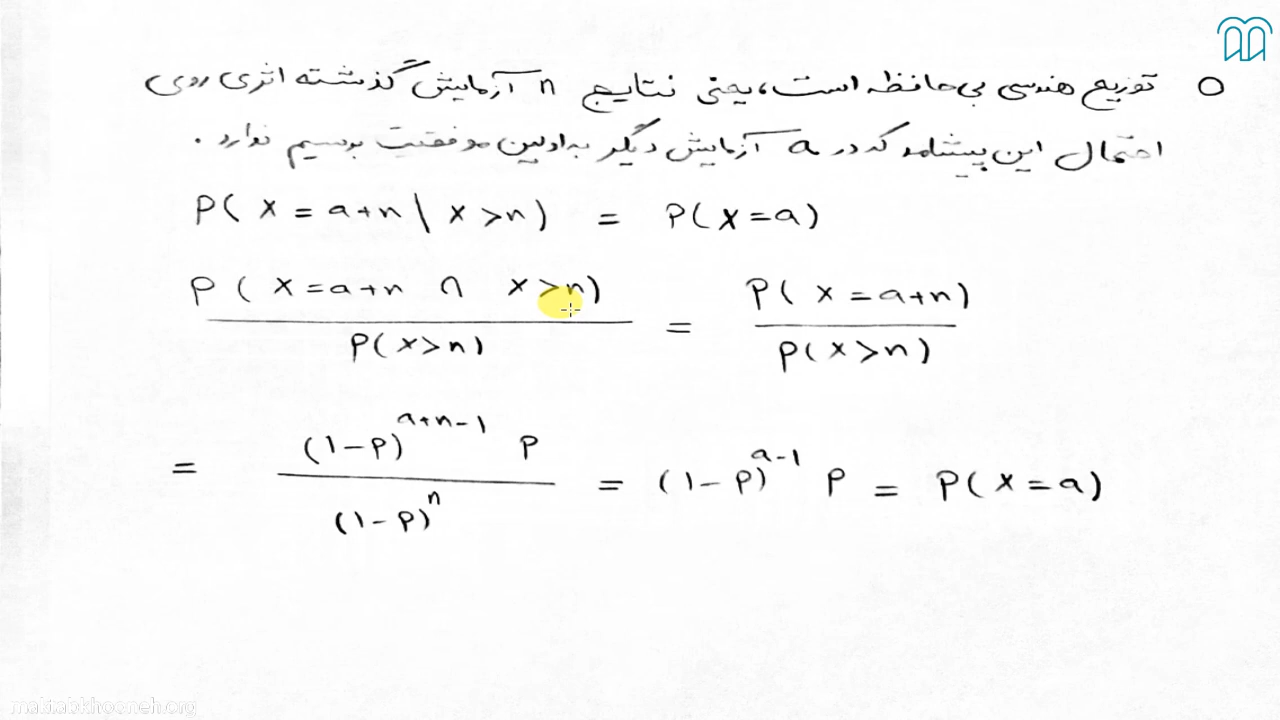 توزیع هندسی بی حافظه است، یعنی نتایج n آزمایش گذشته اثری روی
احتمال این پیشامد که در a آزمایش دیگر به اولین موفقیت برسیم ندارد.
P( X = a+n | X >n) = P(X=a)
P ( X =a+n ∩ X >n) / P(X>n) = P( X =a+n) / P(X>n)
= (1-P)^(a+n-1) P / (1-P)^n = (1-P)^(a-1) P = P(X=a)
maktabkhooneh.org